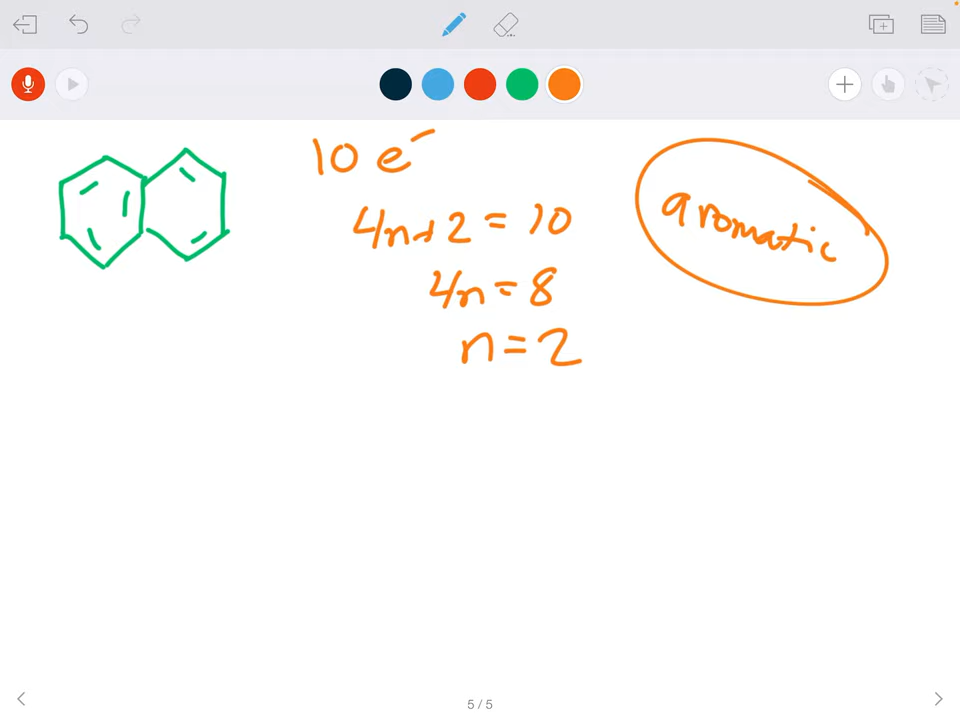 10 e⁻
4n+2 = 10
4n = 8
n = 2
aromatic
5 / 5